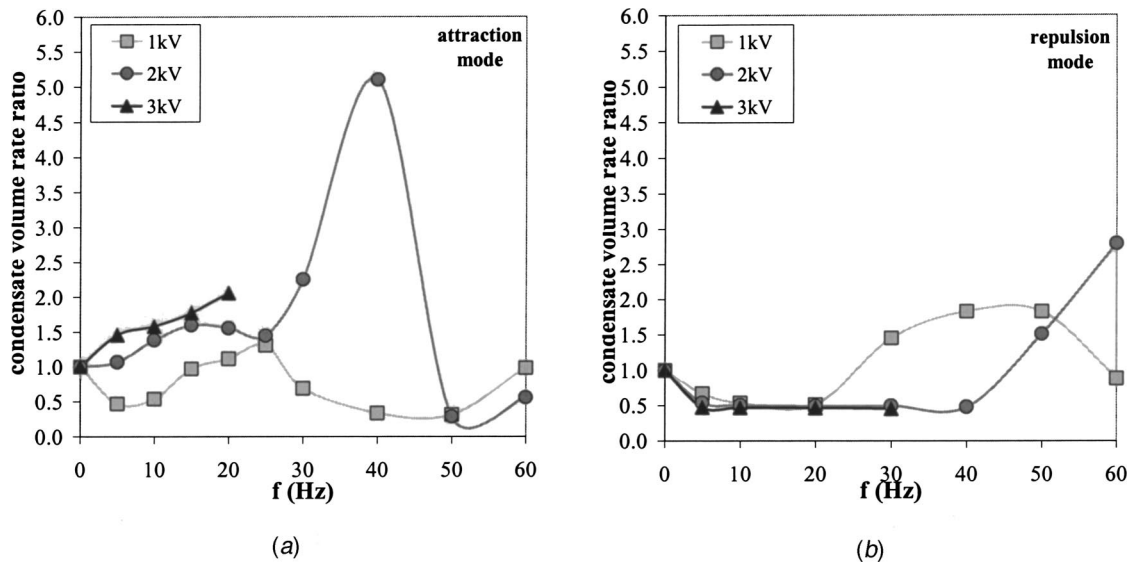 6.0
5.5
5.0
4.5
4.0
3.5
3.0
2.5
2.0
1.5
1.0
0.5
0.0
condensate volume rate ratio
1kV
2kV
3kV
attraction
mode
0 10 20 30 40 50 60
f (Hz)
(a)
6.0
5.5
5.0
4.5
4.0
3.5
3.0
2.5
2.0
1.5
1.0
0.5
0.0
condensate volume rate ratio
1kV
2kV
3kV
repulsion
mode
0 10 20 30 40 50 60
f (Hz)
(b)